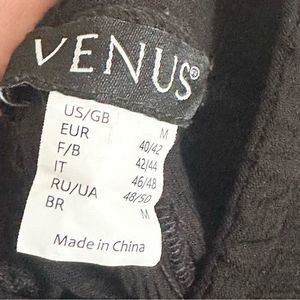 VENUS®
US/GB M
EUR 40/42
F/B 42/44
IT 46/48
RU/UA 48/50
BR M
Made in China